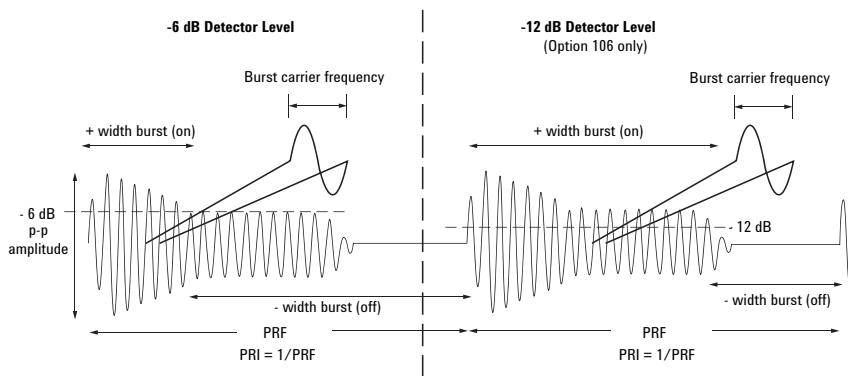 -6 dB Detector Level
Burst carrier frequency
+ width burst (on)
- 6 dB
p-p
amplitude
- width burst (off)
PRF
PRI = 1/PRF
-12 dB Detector Level
(Option 106 only)
Burst carrier frequency
+ width burst (on)
- 12 dB
- width burst (off)
PRF
PRI = 1/PRF